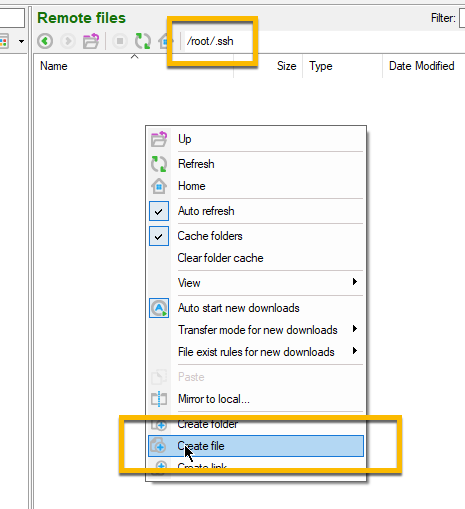 Remote files
Filter:
/root/.ssh
Name
Size
Type
Date Modified
Up
Refresh
Home
Auto refresh
Cache folders
Clear folder cache
View
Auto start new downloads
Transfer mode for new downloads
File exist rules for new downloads
Paste
Mirror to local...
Create folder
Create file
Create link